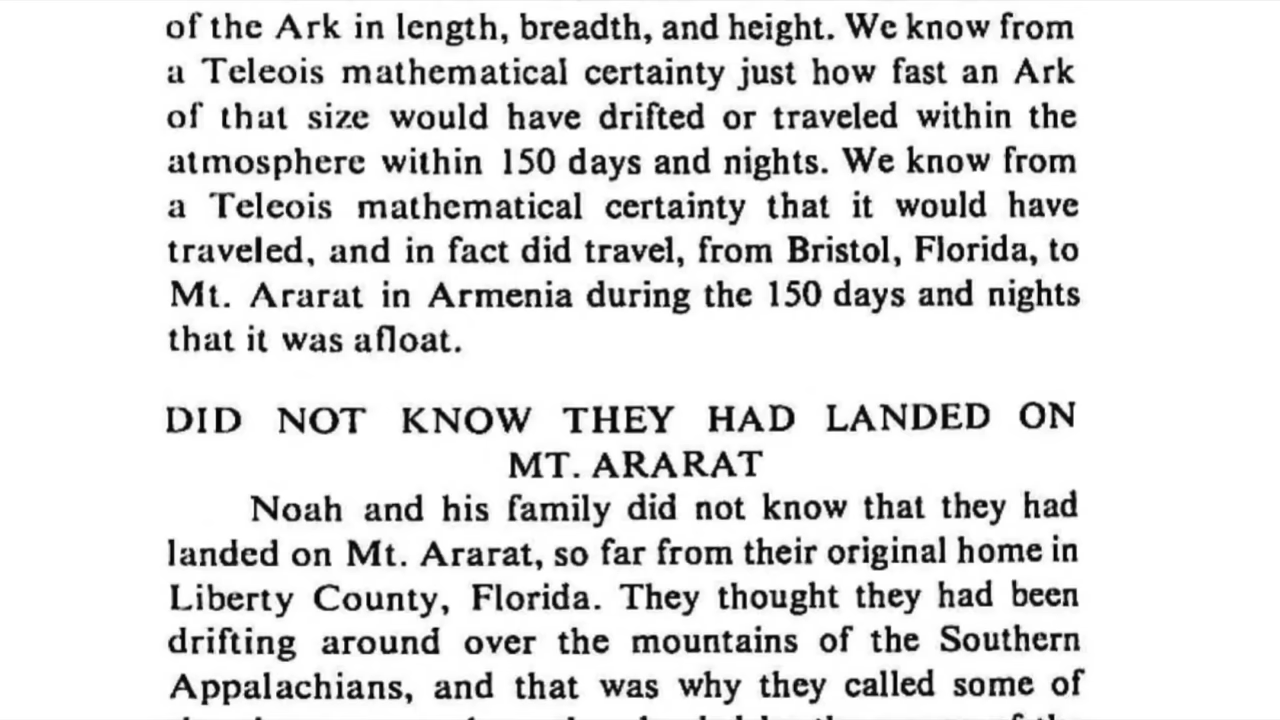 of the Ark in length, breadth, and height. We know from
a Teleois mathematical certainty just how fast an Ark
of that size would have drifted or traveled within the
atmosphere within 150 days and nights. We know from
a Teleois mathematical certainty that it would have
traveled, and in fact did travel, from Bristol, Florida, to
Mt. Ararat in Armenia during the 150 days and nights
that it was afloat.
DID NOT KNOW THEY HAD LANDED ON
MT. ARARAT
Noah and his family did not know that they had
landed on Mt. Ararat, so far from their original home in
Liberty County, Florida. They thought they had been
drifting around over the mountains of the Southern
Appalachians, and that was why they called some of